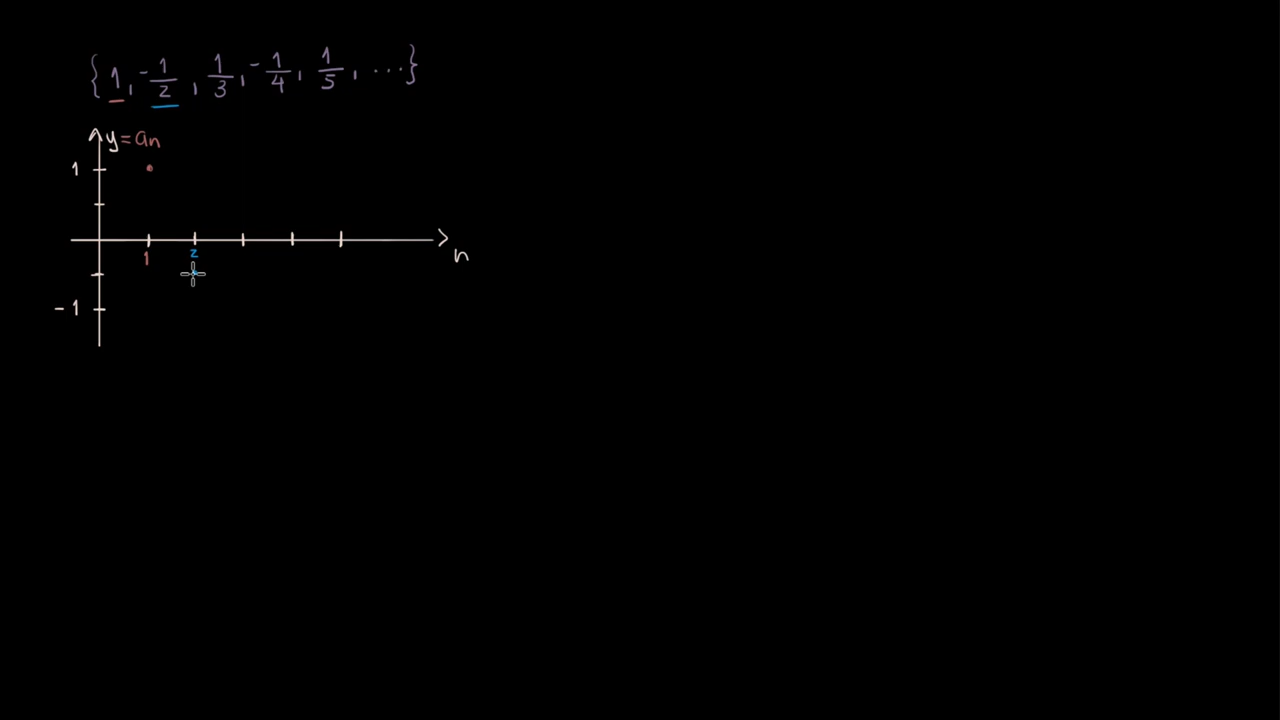 {1, -1/2, 1/3, -1/4, 1/5, ...}
y=an
1
n
1 2
-1